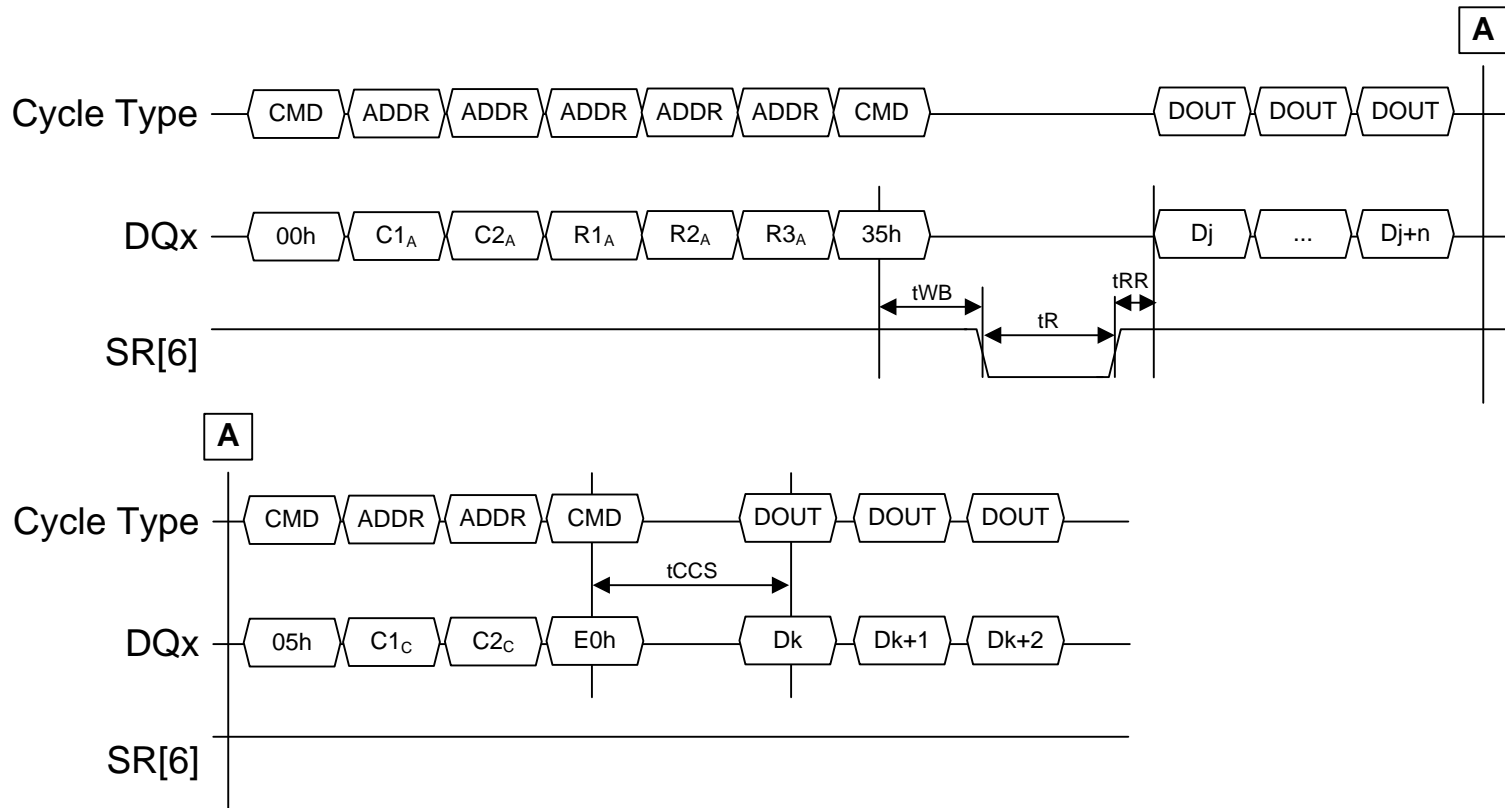 A
Cycle Type CMD ADDR ADDR ADDR ADDR ADDR CMD DOUT DOUT DOUT
DQx 00h C1A C2A R1A R2A R3A 35h Dj ... Dj+n
tWB tR tRR
SR[6]
A
Cycle Type CMD ADDR ADDR CMD DOUT DOUT DOUT
tCCS
DQx 05h C1C C2C E0h Dk Dk+1 Dk+2
SR[6]